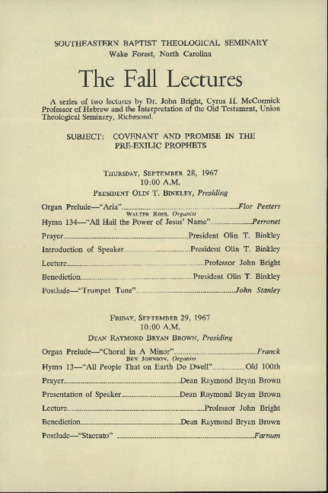 SOUTHEASTERN BAPTIST THEOLOGICAL SEMINARY
Wake Forest, North Carolina
The Fall Lectures
A series of two lectures by Dr. John Bright, Cyrus H. McCormick
Professor of Hebrew and the Interpretation of the Old Testament, Union
Theological Seminary, Richmond.
SUBJECT: COVENANT AND PROMISE IN THE
PRE-EXILIC PROPHETS
THURSDAY, SEPTEMBER 28, 1967
10:00 A.M.
PRESIDENT OLIN T. BINKLEY, Presiding
Organ Prelude—"Aria"....Flor Peeters
WALTER ROSS, Organist
Hymn 134—"All Hail the Power of Jesus' Name"....Perronet
Prayer....President Olin T. Binkley
Introduction of Speaker....President Olin T. Binkley
Lecture....Professor John Bright
Benediction....President Olin T. Binkley
Postlude—"Trumpet Tune"....John Stanley
FRIDAY, SEPTEMBER 29, 1967
10:00 A.M.
DEAN RAYMOND BRYAN BROWN, Presiding
Organ Prelude—"Choral in A Minor"....Franck
BEN JOHNSON, Organist
Hymn 13—"All People That on Earth Do Dwell"....Old 100th
Prayer....Dean Raymond Bryan Brown
Presentation of Speaker....Dean Raymond Bryan Brown
Lecture....Professor John Bright
Benediction....Dean Raymond Bryan Brown
Postlude—"Staccato" ....Farnum